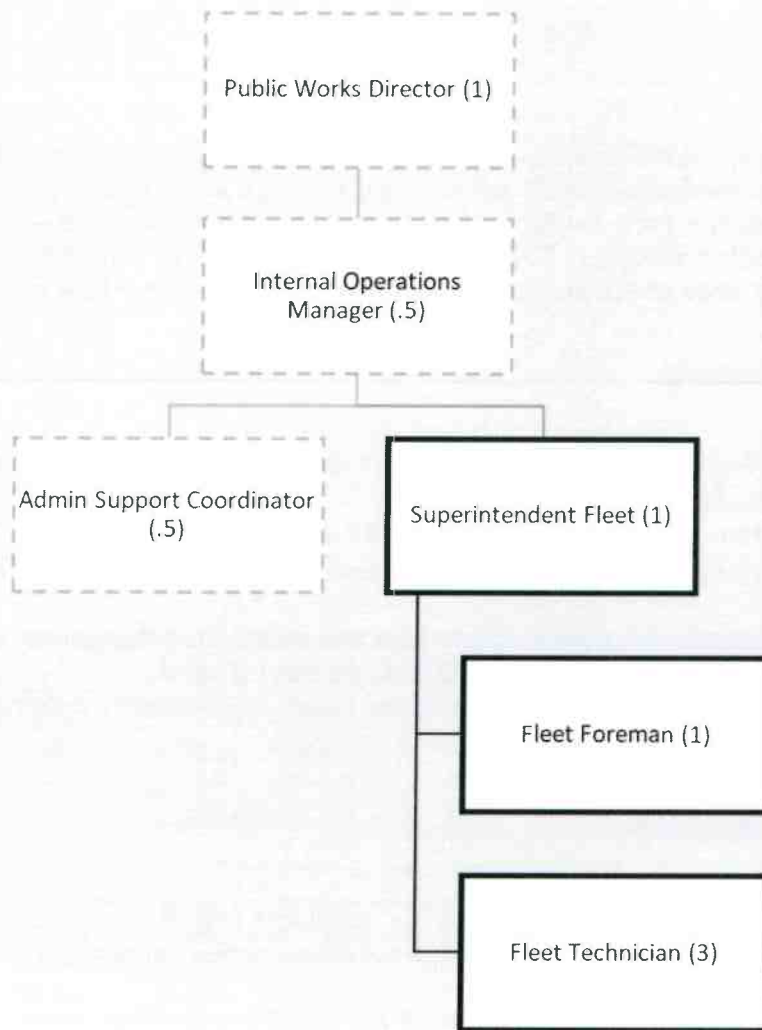 Public Works Director (1)
Internal Operations
Manager (.5)
Admin Support Coordinator
(.5)
Superintendent Fleet (1)
Fleet Foreman (1)
Fleet Technician (3)